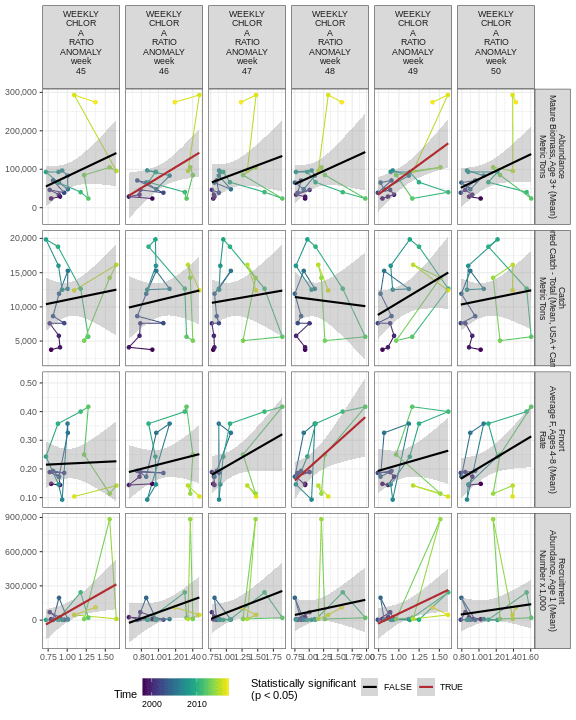 WEEKLY
CHLOR
A
RATIO
ANOMALY
week
45
WEEKLY
CHLOR
A
RATIO
ANOMALY
week
46
WEEKLY
CHLOR
A
RATIO
ANOMALY
week
47
WEEKLY
CHLOR
A
RATIO
ANOMALY
week
48
WEEKLY
CHLOR
A
RATIO
ANOMALY
week
49
WEEKLY
CHLOR
A
RATIO
ANOMALY
week
50
300,000
200,000
100,000
0
Abundance
Mature Biomass, Age 3+ (Mean)
Metric Tons
20,000
15,000
10,000
5,000
Catch
nted Catch - Total (Mean, USA + Can
Metric Tons
0.50
0.40
0.30
0.20
0.10
Fmort
Average F, Ages 4-8 (Mean)
Rate
900,000
600,000
300,000
0
Recruitment
Abundance, Age 1 (Mean)
Number x 1,000
0.75 1.00 1.25 1.50
0.80 1.00 1.20 1.40
0.75 1.00 1.25 1.50
0.75 1.00 1.25 1.50 1.75 2.00
0.75 1.00 1.25 1.50
0.80 1.00 1.20 1.40 1.60
Time
2000 2010
Statistically significant
(p < 0.05)
FALSE
TRUE